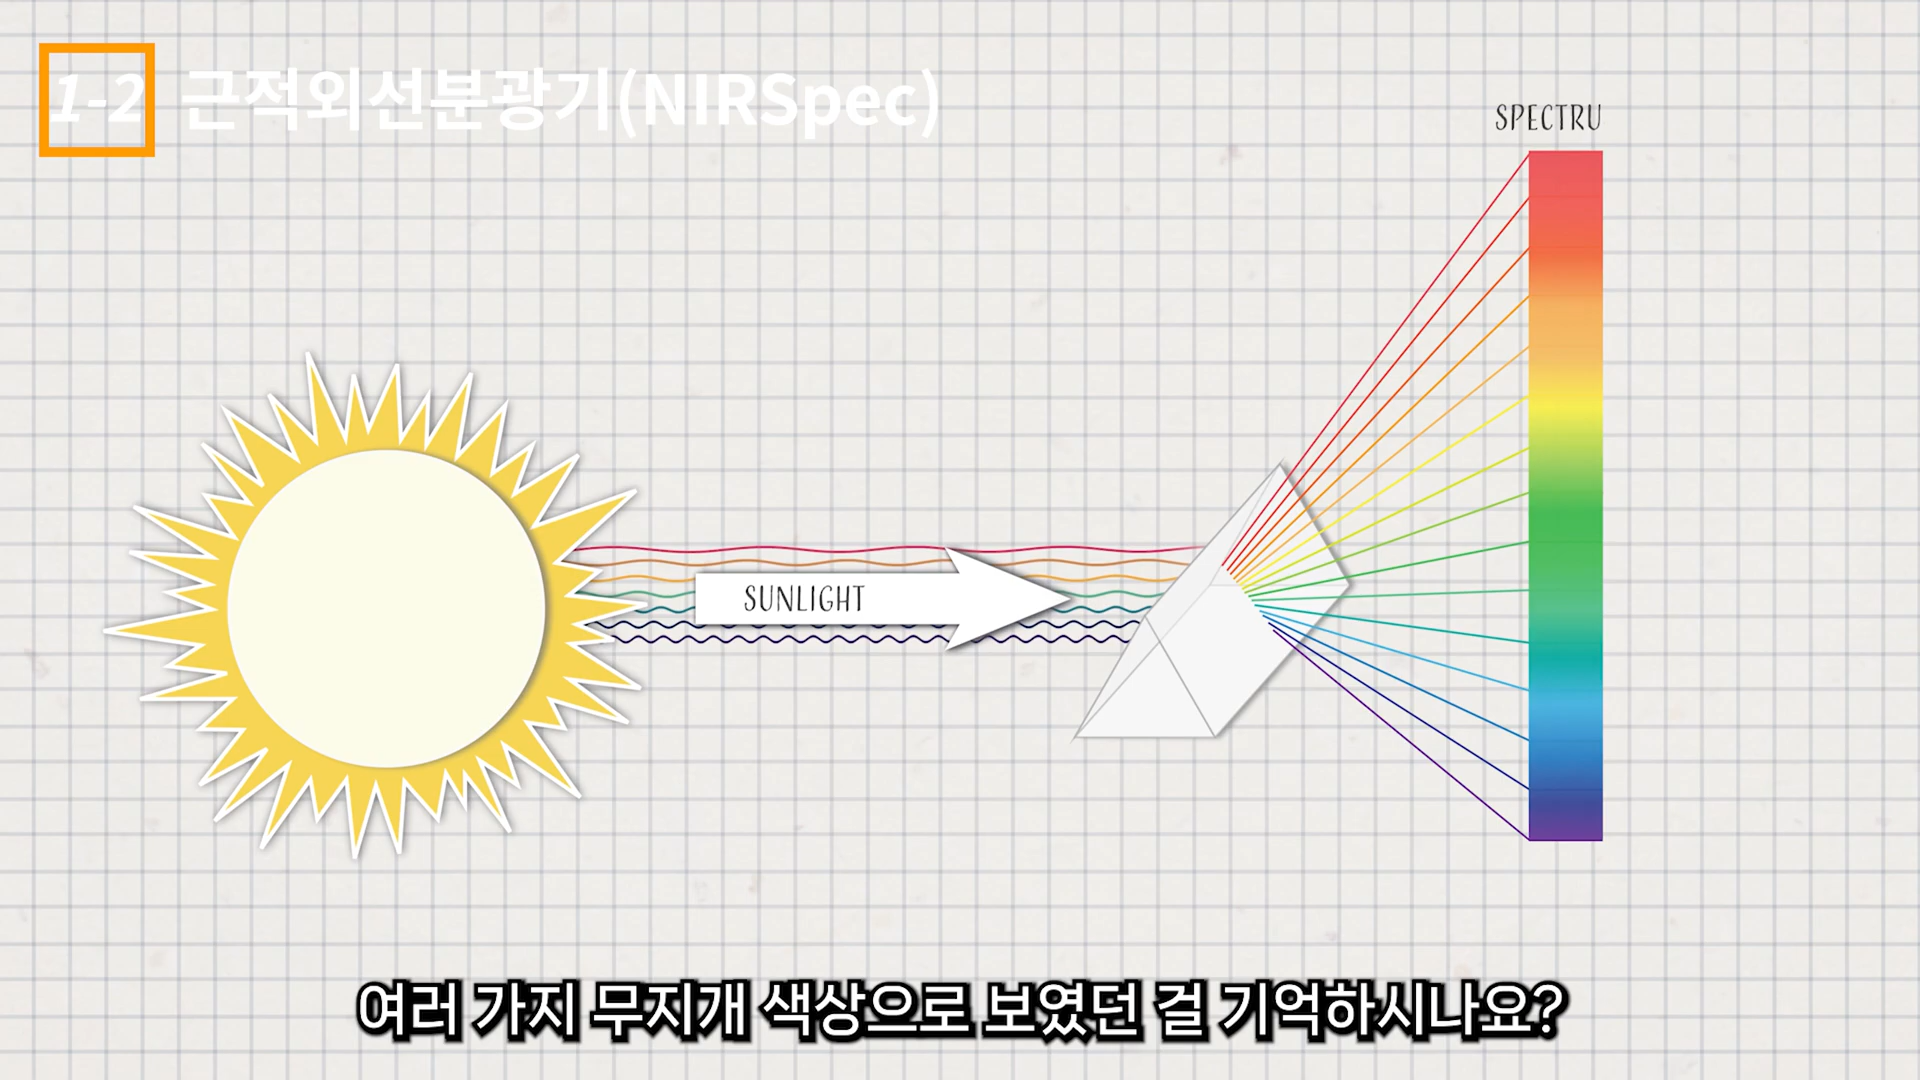 1-2 근적외선분광기(NIRSpec)
SPECTRU
SUNLIGHT
여러 가지 무지개 색상으로 보였던 걸 기억하시나요?